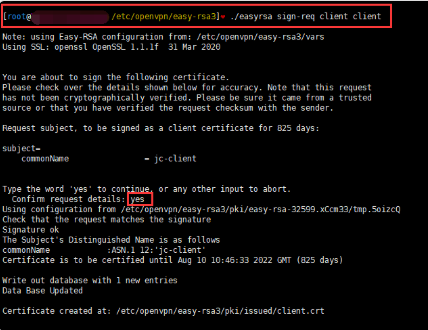 [root@ /etc/openvpn/easy-rsa3]# ./easyrsa sign-req client client
Note: using Easy-RSA configuration from: /etc/openvpn/easy-rsa3/vars
Using SSL: openssl OpenSSL 1.1.1f  31 Mar 2020
You are about to sign the following certificate.
Please check over the details shown below for accuracy. Note that this request
has not been cryptographically verified. Please be sure it came from a trusted
source or that you have verified the request checksum with the sender.
Request subject, to be signed as a client certificate for 825 days:
subject=
commonName                = jc-client
Type the word 'yes' to continue, or any other input to abort.
Confirm request details: yes
Using configuration from /etc/openvpn/easy-rsa3/pki/easy-rsa-32599.xCcm33/tmp.5oizcQ
Check that the request matches the signature
Signature ok
The Subject's Distinguished Name is as follows
commonName            :ASN.1 12:'jc-client'
Certificate is to be certified until Aug 10 10:46:33 2022 GMT (825 days)
Write out database with 1 new entries
Data Base Updated
Certificate created at: /etc/openvpn/easy-rsa3/pki/issued/client.crt